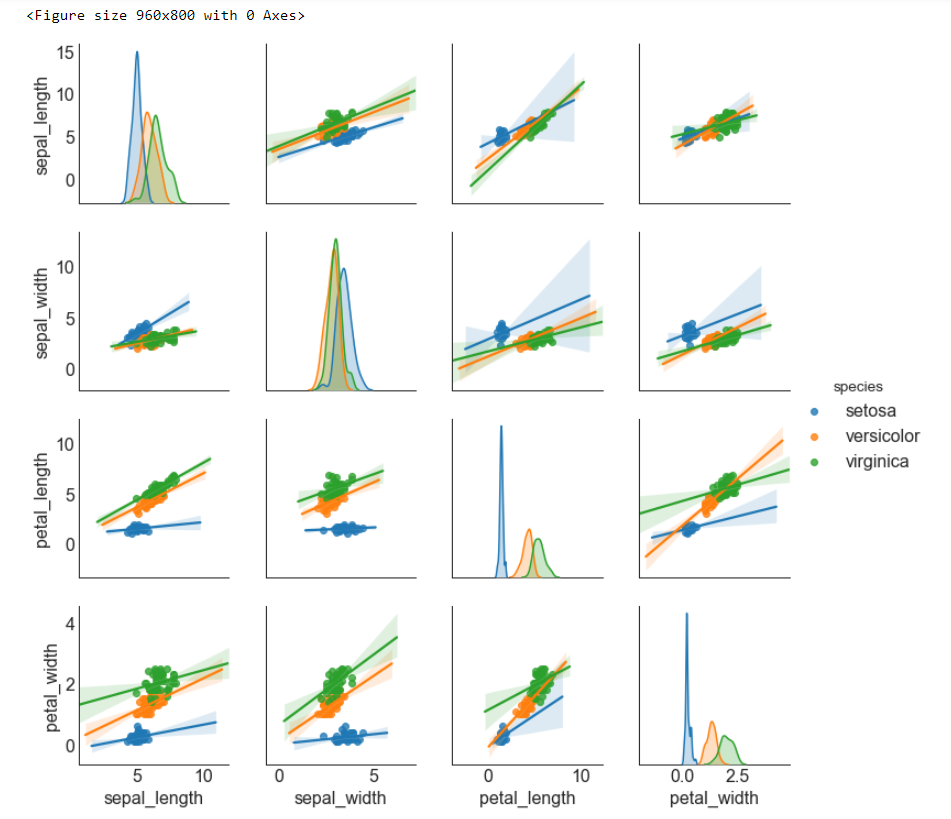 <Figure size 960x800 with 0 Axes>
sepal_length
15
10
5
0
sepal_width
10
5
0
species
setosa
versicolor
virginica
petal_length
10
5
0
petal_width
4
2
0
5 10 0 5 0 10 0.0 2.5
sepal_length sepal_width petal_length petal_width